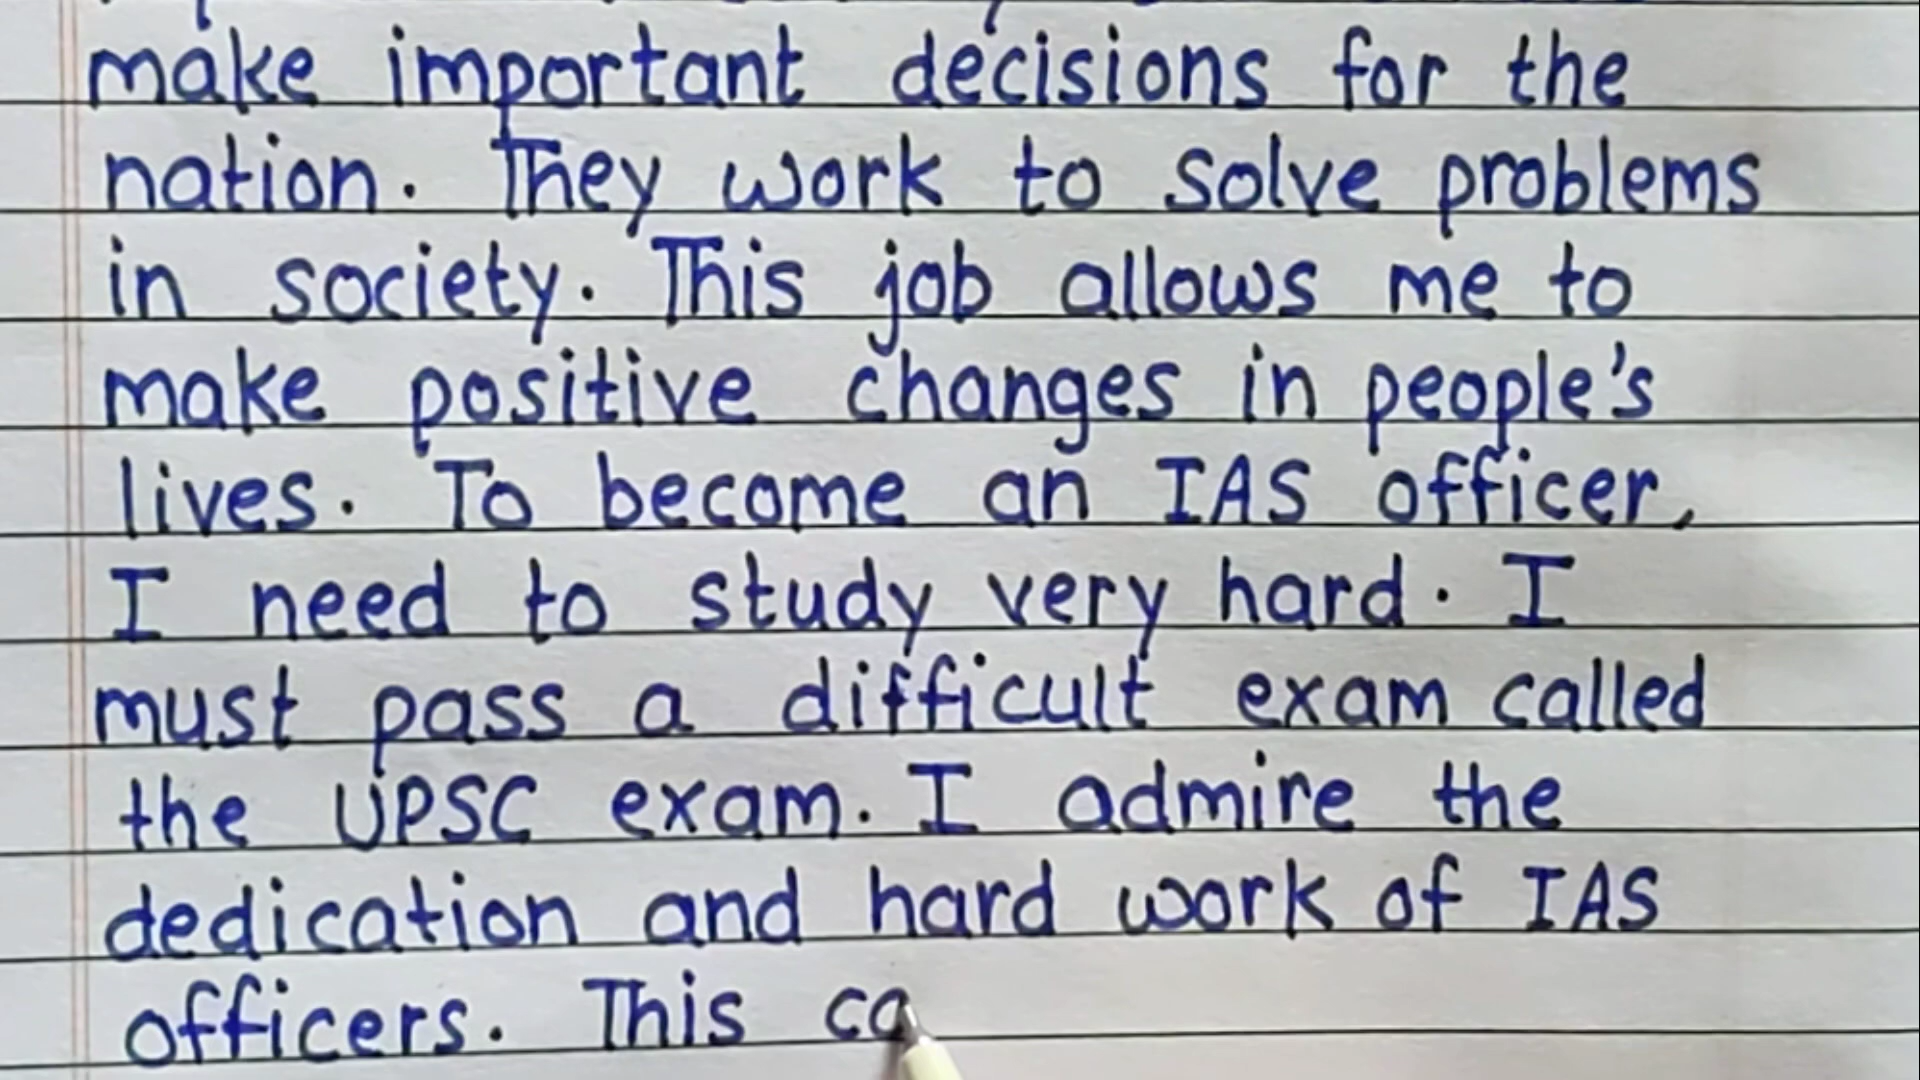 make important decisions for the
nation. They work to solve problems
in society. This job allows me to
make positive changes in people's
lives. To become an IAS officer,
I need to study very hard. I
must pass a difficult exam called
the UPSC exam. I admire the
dedication and hard work of IAS
officers. This ca